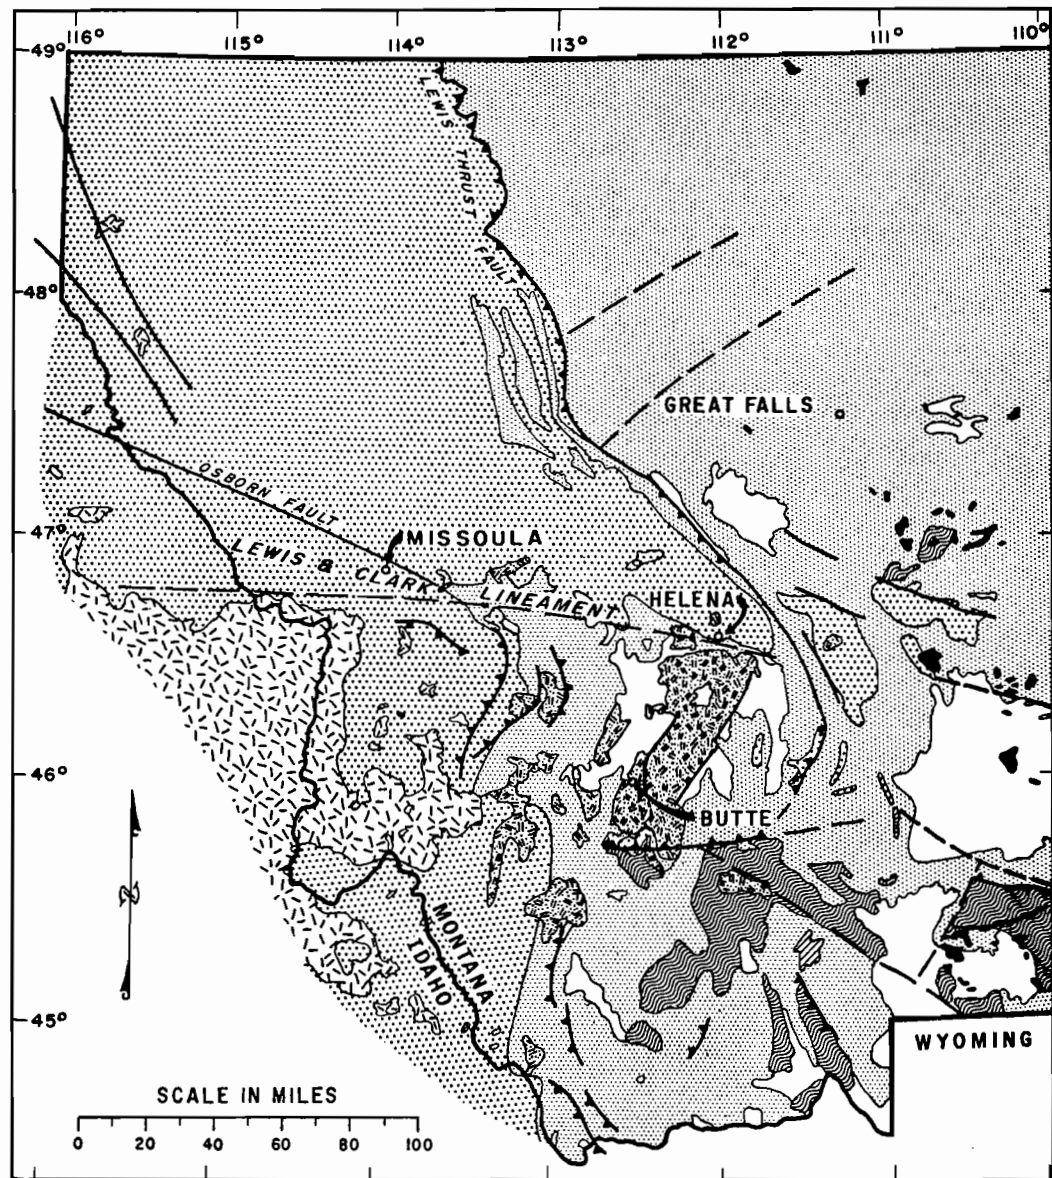 116° 115° 114° 113° 112° 111° 110°
49°
LEWIS THRUST FAULT
48°
GREAT FALLS
OSBORN FAULT
47°
MISSOULA
LEWIS & CLARK LINEAMENT
HELENA
46°
BUTTE
MONTANA
IDAHO
45°
WYOMING
SCALE IN MILES
0 20 40 60 80 100